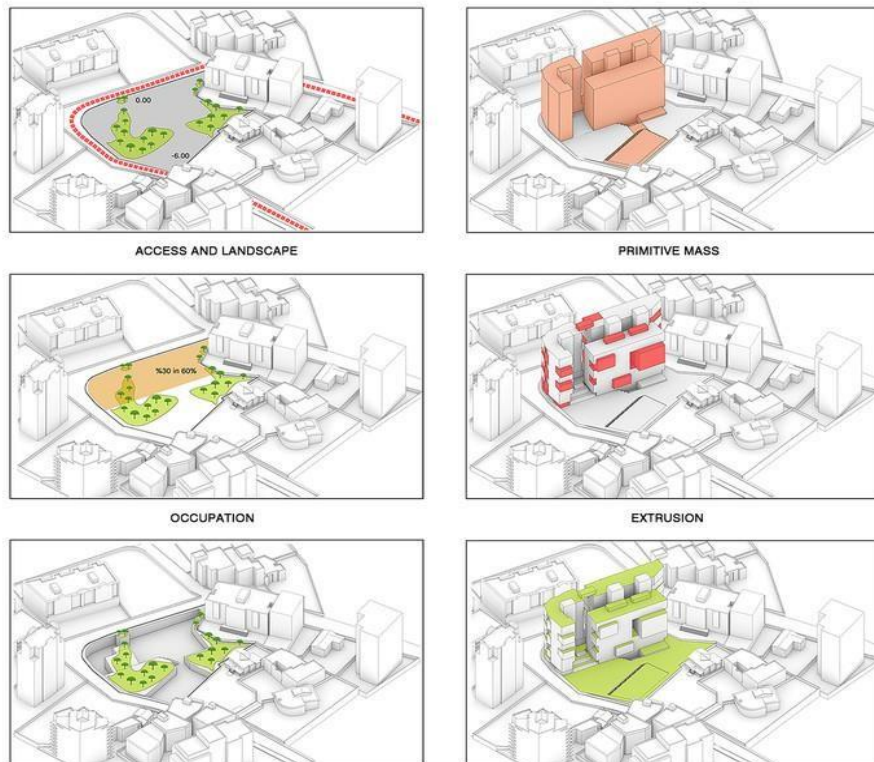 0.00
-6.00
ACCESS AND LANDSCAPE
PRIMITIVE MASS
%30 in 60%
OCCUPATION
EXTRUSION